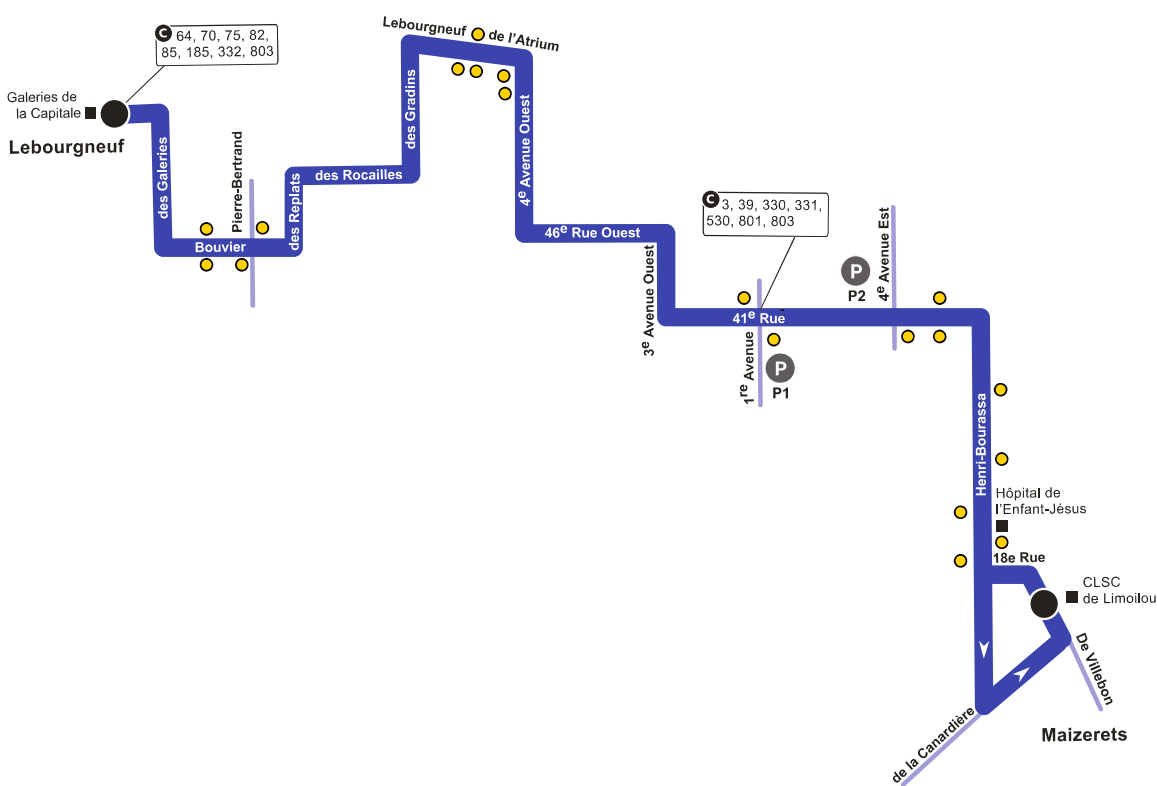 C 64, 70, 75, 82,
85, 185, 332, 803
Galeries de
la Capitale
Lebourgneuf
des Galeries
Bouvier
Pierre-Bertrand
des Replats
des Rocailles
des Gradins
Lebourgneuf
de l'Atrium
4e Avenue Ouest
46e Rue Ouest
3e Avenue Ouest
C 3, 39, 330, 331,
530, 801, 803
41e Rue
1re Avenue
P
P1
P
P2
4e Avenue Est
Henri-Bourassa
Hôpital de
l'Enfant-Jésus
18e Rue
CLSC
de Limoilou
De Villebon
de la Canardière
Maizerets